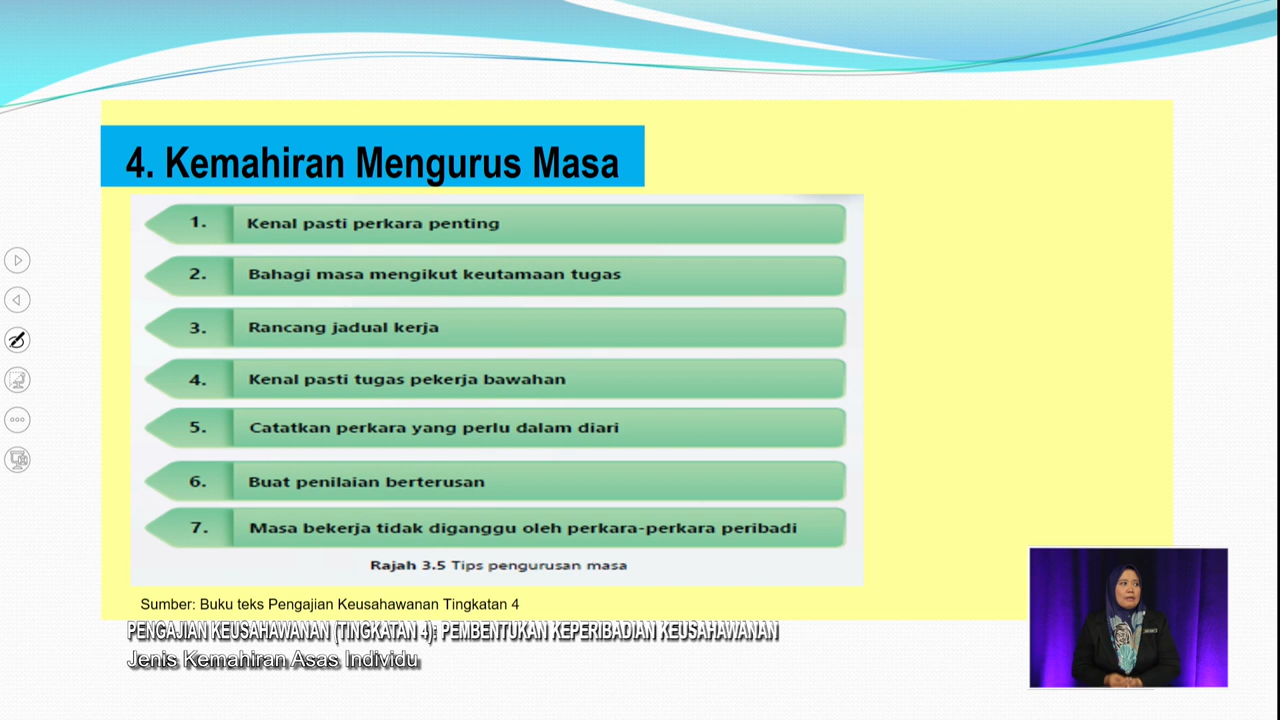 4. Kemahiran Mengurus Masa
1. Kenal pasti perkara penting
2. Bahagi masa mengikut keutamaan tugas
3. Rancang jadual kerja
4. Kenal pasti tugas pekerja bawahan
5. Catatkan perkara yang perlu dalam diari
6. Buat penilaian berterusan
7. Masa bekerja tidak diganggu oleh perkara-perkara peribadi
Rajah 3.5 Tips pengurusan masa
Sumber: Buku teks Pengajian Keusahawanan Tingkatan 4
PENGAJIAN KEUSAHAWANAN (TINGKATAN 4): PEMBENTUKAN KEPERIBADIAN KEUSAHAWANAN
Jenis Kemahiran Asas Individu